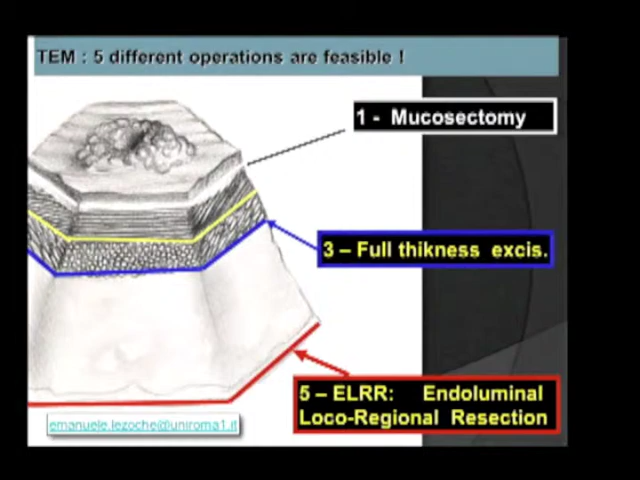 TEM : 5 different operations are feasible !
1 - Mucosectomy
3 – Full thikness excis.
5 – ELRR: Endoluminal
Loco-Regional Resection
emanuele.lezoche@uniroma1.it